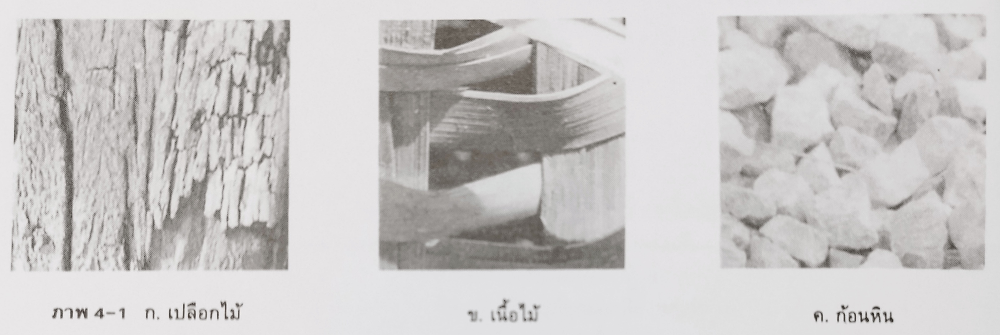 ภาพ 4-1 ก. เปลือกไม้
ข. เนื้อไม้
ค. ก้อนหิน